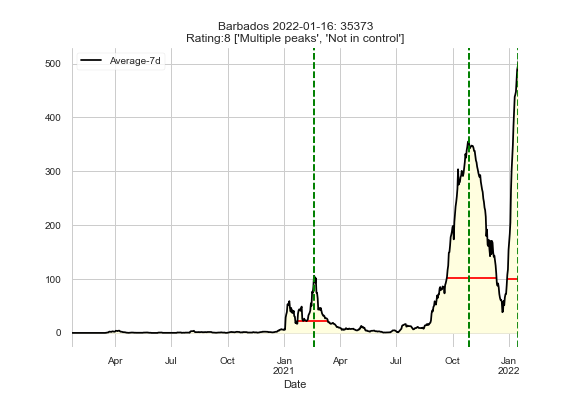 Barbados 2022-01-16: 35373
Rating:8 ['Multiple peaks', 'Not in control']
Average-7d
500
400
300
200
100
0
Apr Jul Oct Jan Apr Jul Oct Jan
2021 2022
Date